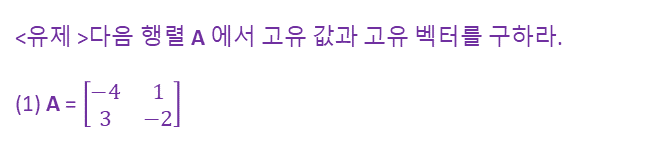 <유제 >다음 행렬 A 에서 고유 값과 고유 벡터를 구하라.
(1) A = [−4 1
3 −2]